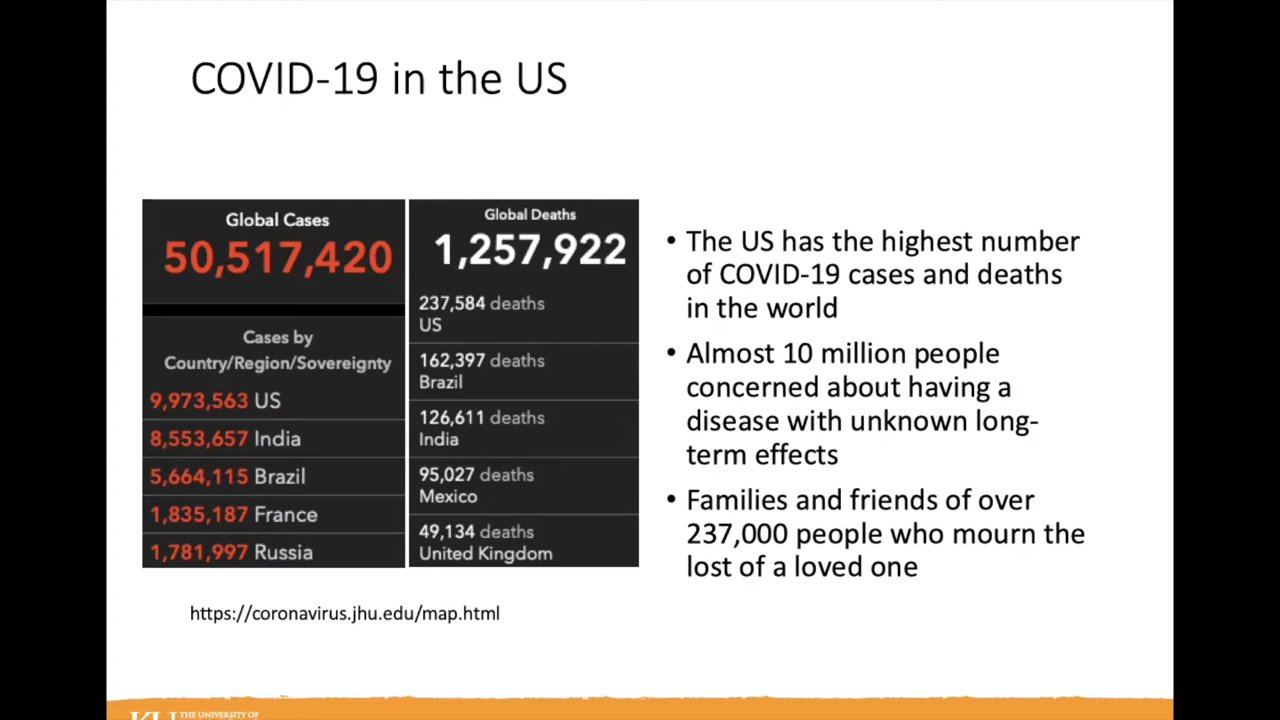 COVID-19 in the US
Global Cases
50,517,420
Cases by
Country/Region/Sovereignty
9,973,563 US
8,553,657 India
5,664,115 Brazil
1,835,187 France
1,781,997 Russia
Global Deaths
1,257,922
237,584 deaths
US
162,397 deaths
Brazil
126,611 deaths
India
95,027 deaths
Mexico
49,134 deaths
United Kingdom
• The US has the highest number
of COVID-19 cases and deaths
in the world
• Almost 10 million people
concerned about having a
disease with unknown long-
term effects
• Families and friends of over
237,000 people who mourn the
lost of a loved one
https://coronavirus.jhu.edu/map.html
THE UNIVERSITY OF